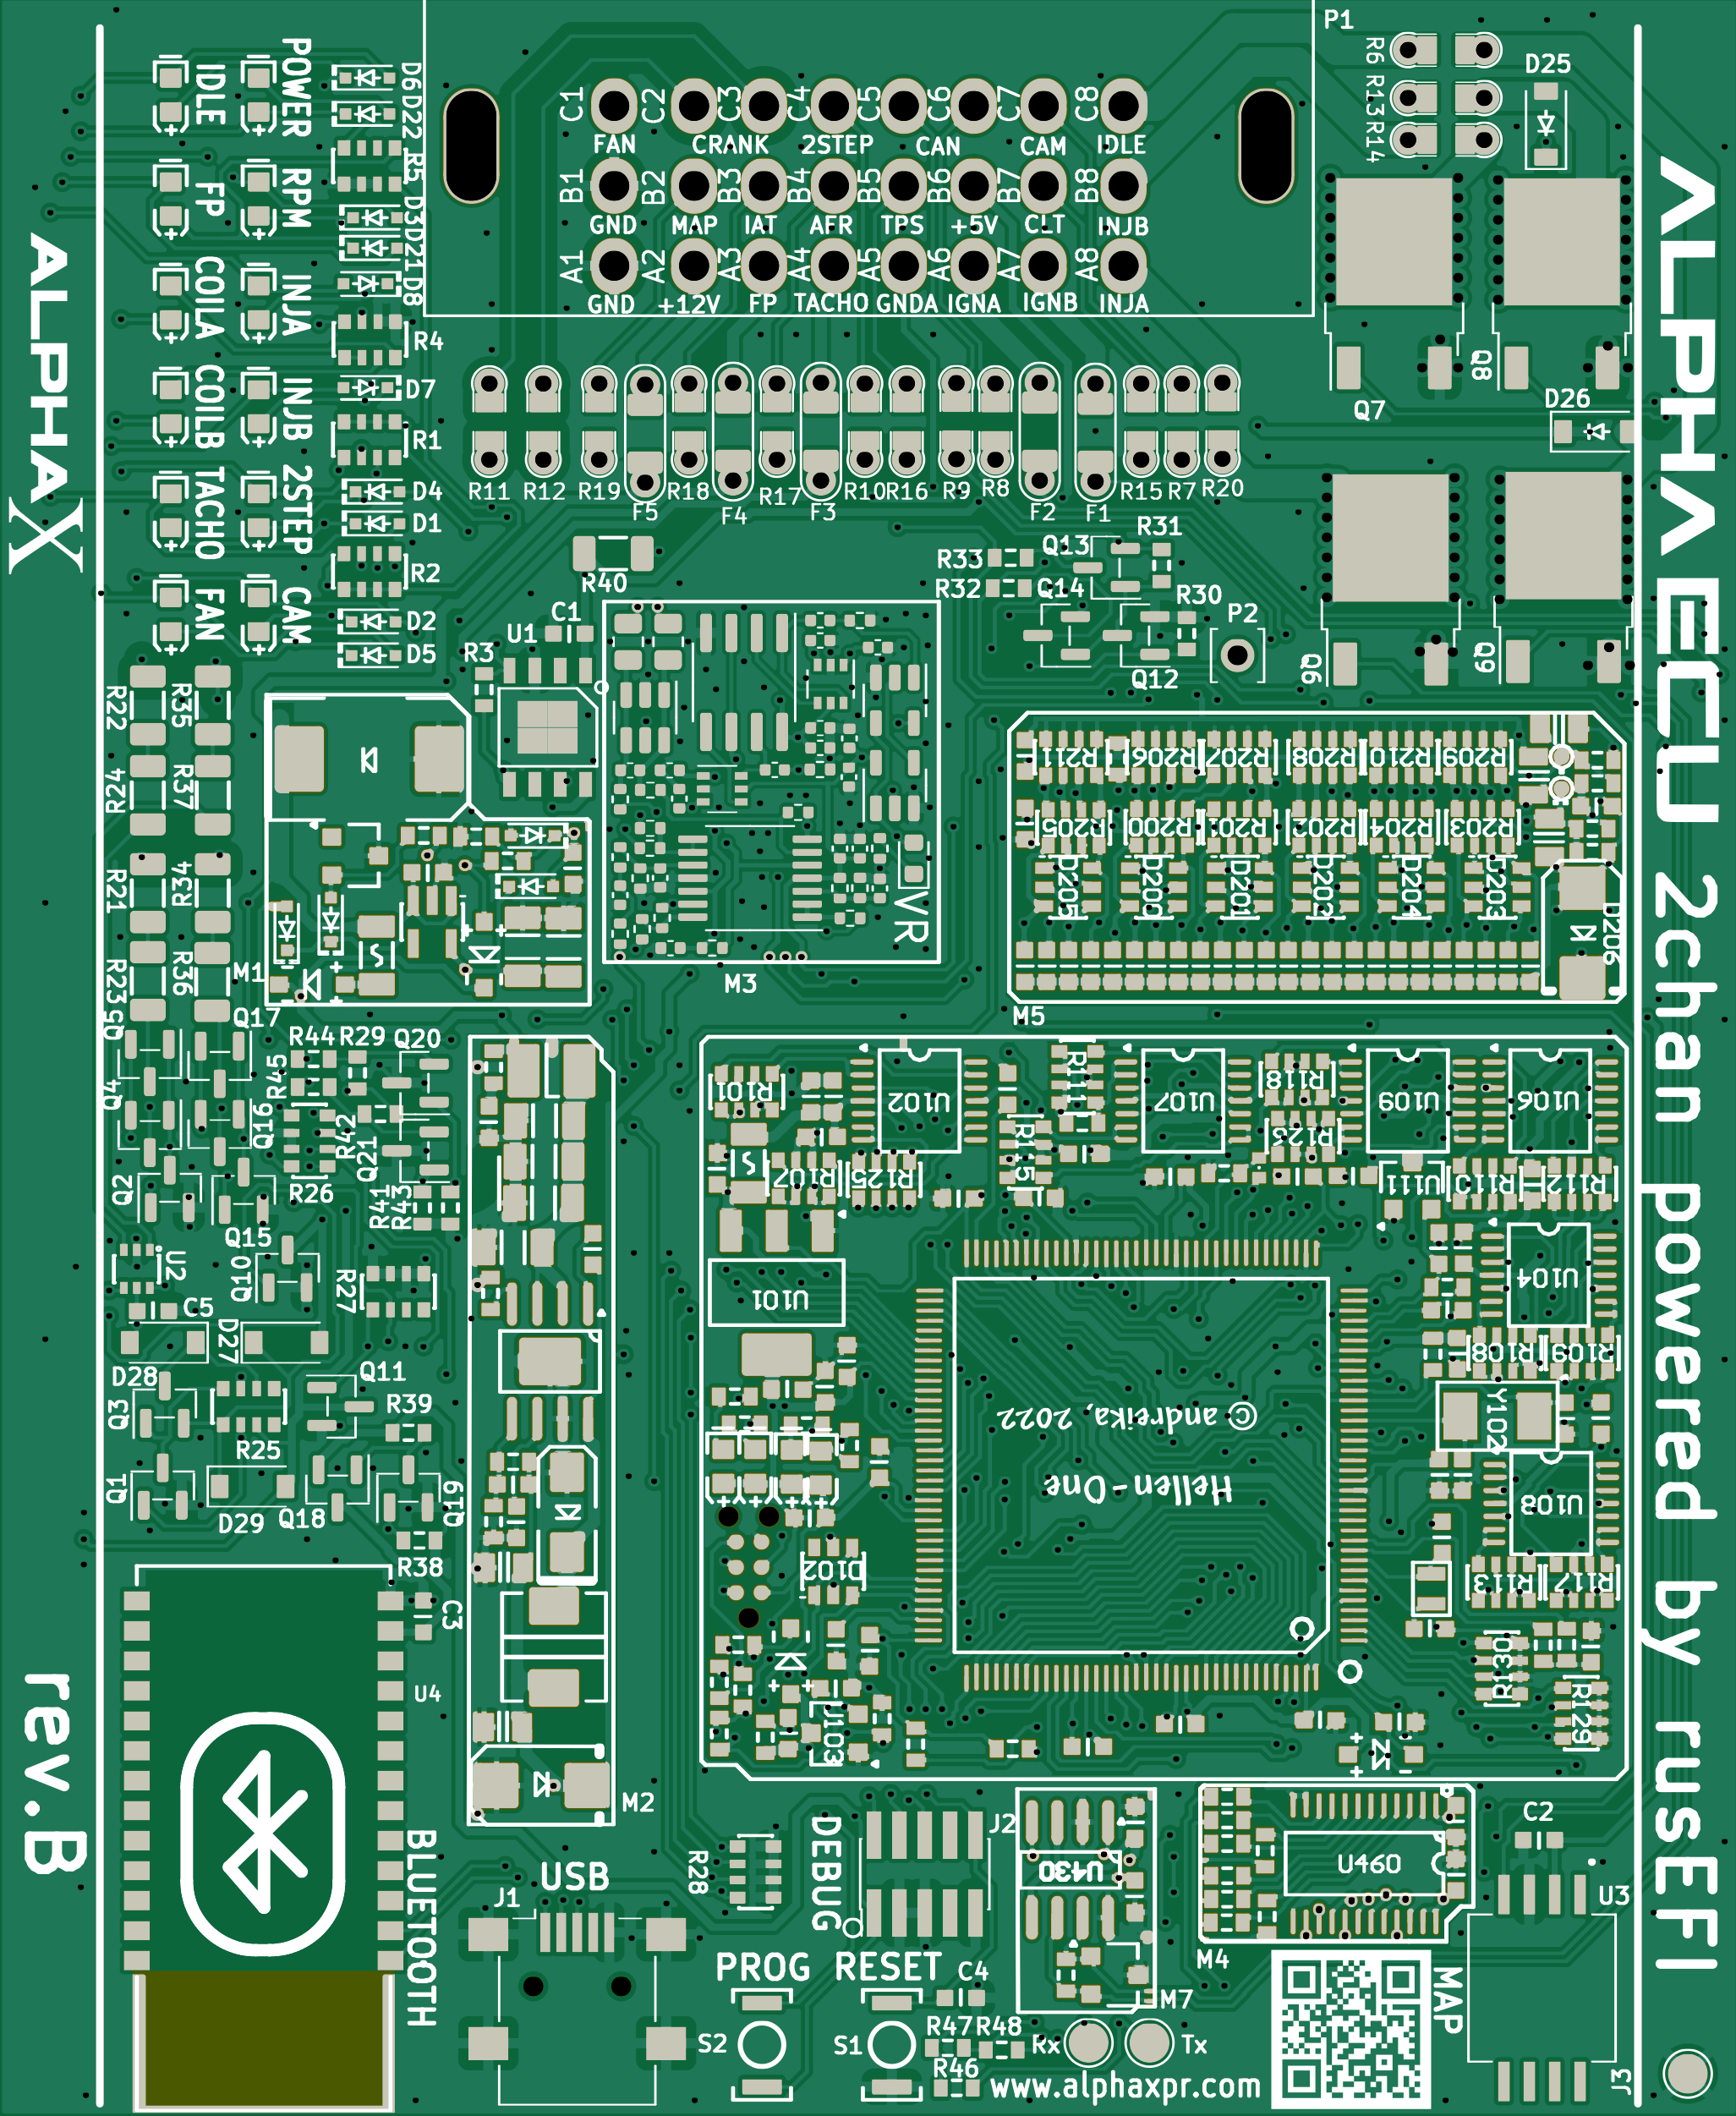 P1
C1 C2 C3 C4 C5 C6 C7 C8
FAN CRANK 2STEP CAN CAM IDLE
B1 B2 B3 B4 B5 B6 B7 B8
GND MAP IAT AFR TPS +5V CLT INJB
A1 A2 A3 A4 A5 A6 A7 A8
GND +12V FP TACHO GNDA IGNA IGNB INJA
IDLE POWER
FP RPM
COILA INJA
COILB INJB
TACHO 2STEP
FAN CAM
D6
D22
R5
D3
D21
D8
R4
D7
R1
D4
D1
R2
D2
D5
R6
R13
R14
D25
Q7
Q8
D26
Q6
Q9
R11 R12 R19 F5 R18 F4 R17 F3 R10 R16 R9 R8 F2 F1 R15 R7 R20
R40
R33
R32
Q13
Q14
R31
R30
Q12
P2
C1
U1
R3
ALPHAX
rev.B
ALPHA ECU 2chan powered by rusEFI
R22 R35
R24 R37
R21 R34
R23 R36
M1
VR
M3
R211 R206 R207 R208 R210 R209
R205 R200 R201 R202 R204 R203
D205 D200 D201 D202 D204 D203
D206
M5
Q5
Q17
R44 R29 Q20
R45
Q4
Q16
R42
Q21
R26
Q2
R41
R43
Q15
U2
Q10
R27
C5
D27
D28
Q11
Q3
R39
R25
Q1
D29
Q18
Q19
R38
C3
U4
BLUETOOTH
M2
R101
U102
R111
U107
R118
U109
U106
R115
R126
R107
R125
U111
R110
R112
U104
U101
R108
R109
Y102
© andreika, 2022
Hellen-One
U108
D102
R113
R117
R130
R129
U103
USB
J1
R28
DEBUG
J2
U430
M7
U460
M4
C2
U3
MAP
J3
PROG RESET
S2 S1
C4
R47 R48
R46
Rx Tx
www.alphaxpr.com